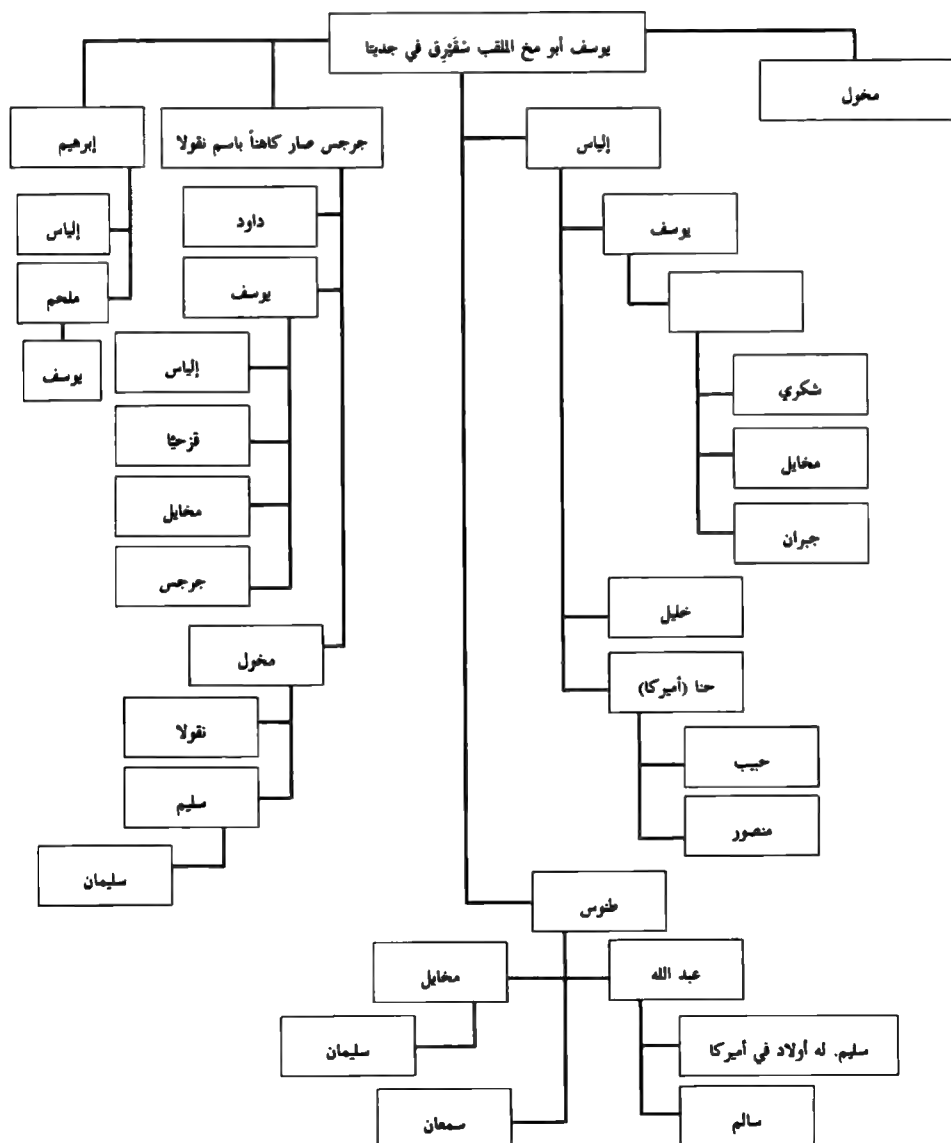 يوسف أبو مخ الملقب شقَيْرِق في جديتا
مخول
إلياس
يوسف
شكري
مخايل
جبران
خليل
حنا (أميركا)
حبيب
منصور
طنوس
عبد الله
سليم. له أولاد في أميركا
سالم
مخايل
سليمان
سمعان
جرجس صار كاهناً باسم نقولا
داود
يوسف
إلياس
قزحيّا
مخايل
جرجس
مخول
نقولا
سليم
سليمان
إبرهيم
إلياس
ملحم
يوسف